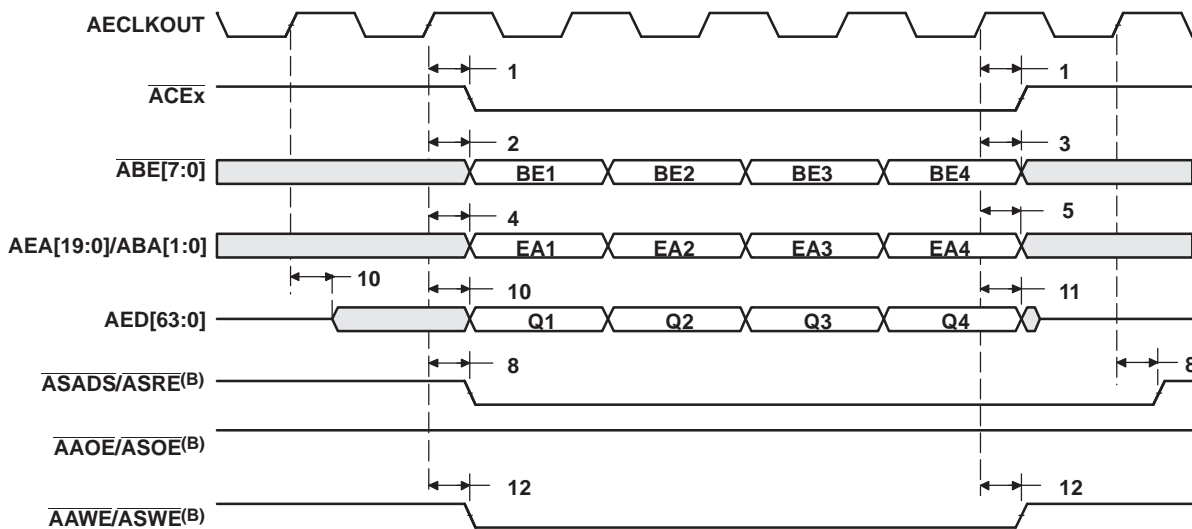 AECLKOUT
1 1
ACEx
2 3
ABE[7:0] BE1 BE2 BE3 BE4
4 5
AEA[19:0]/ABA[1:0] EA1 EA2 EA3 EA4
10 10 11
AED[63:0] Q1 Q2 Q3 Q4
8 8
ASADS/ASRE(B)
AAOE/ASOE(B)
12 12
AAWE/ASWE(B)